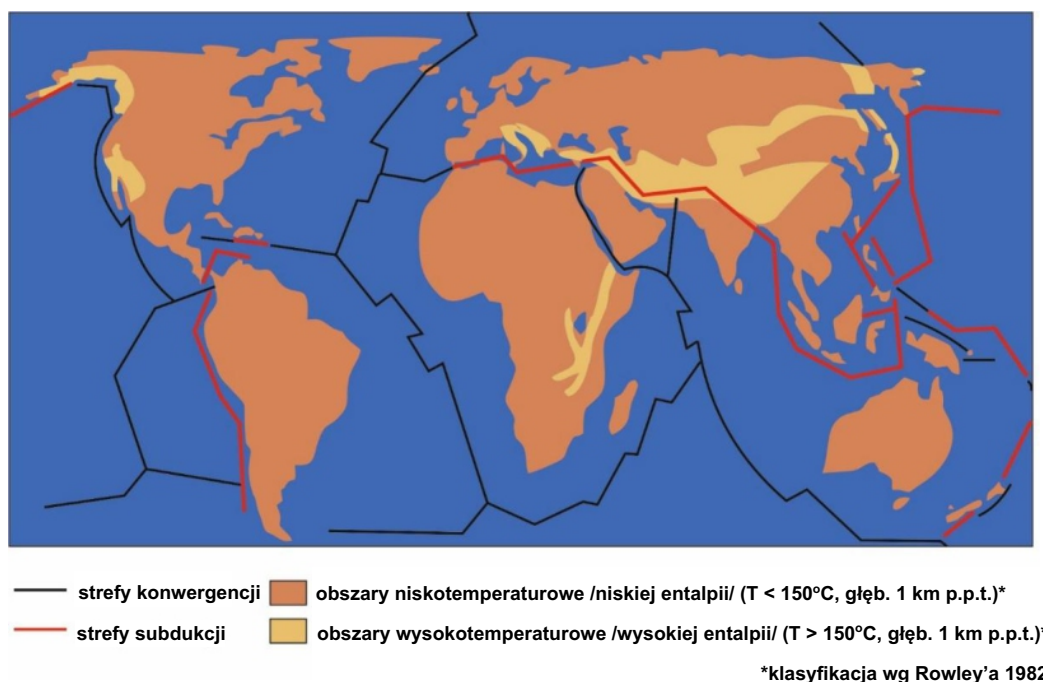 strefy konwergencji obszary niskotemperaturowe /niskiej entalpii/ (T < 150°C, głęb. 1 km p.p.t.)*
strefy subdukcji obszary wysokotemperaturowe /wysokiej entalpii/ (T > 150°C, głęb. 1 km p.p.t.)*
*klasyfikacja wg Rowley’a 1982